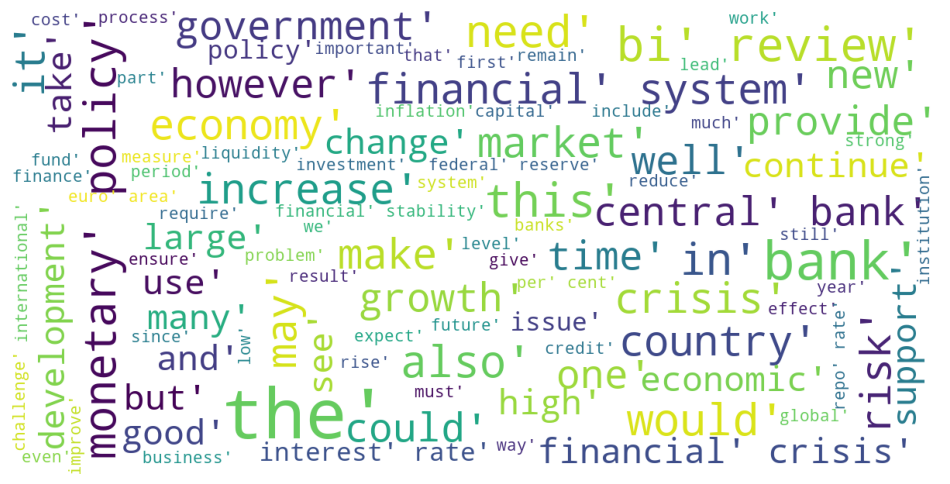 cost' process' government' need' bi' review'
it' take' policy' important' that' first' remain' work' lead' new'
policy' part' however' financial' system'
inflation' capital' include' much' provide' strong'
economy' change' market' well' continue'
fund' finance' measure' period' liquidity' investment' federal' reserve' reduce'
euro' area' increase' system' this' central' bank' institution'
require' financial' stability' we' banks' still'
international' development' monetary' large' ensure' problem' make' level' give' time' in' bank'
use' result' growth' per' cent' crisis' year' effect' support'
many' may' see' future' issue' country' risk' repo' rate'
since' low' expect' rise' credit'
and' also' one' economic'
challenge' improve' but' the' must' high' would' global'
good' could' way'
even' business' interest' rate' financial' crisis'